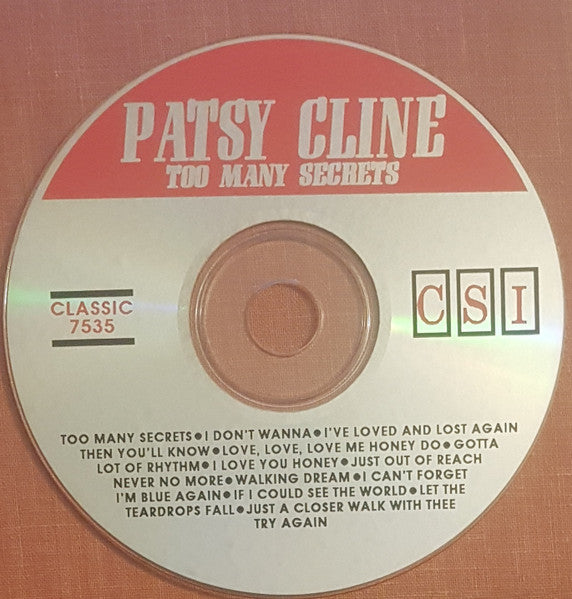 PATSY CLINE
TOO MANY SECRETS
CLASSIC
7535
CSI
TOO MANY SECRETS●I DON'T WANNA●I'VE LOVED AND LOST AGAIN
THEN YOU'LL KNOW●LOVE, LOVE, LOVE ME HONEY DO●GOTTA
LOT OF RHYTHM●I LOVE YOU HONEY●JUST OUT OF REACH
NEVER NO MORE●WALKING DREAM●I CAN'T FORGET
I'M BLUE AGAIN●IF I COULD SEE THE WORLD●LET THE
TEARDROPS FALL●JUST A CLOSER WALK WITH THEE
TRY AGAIN